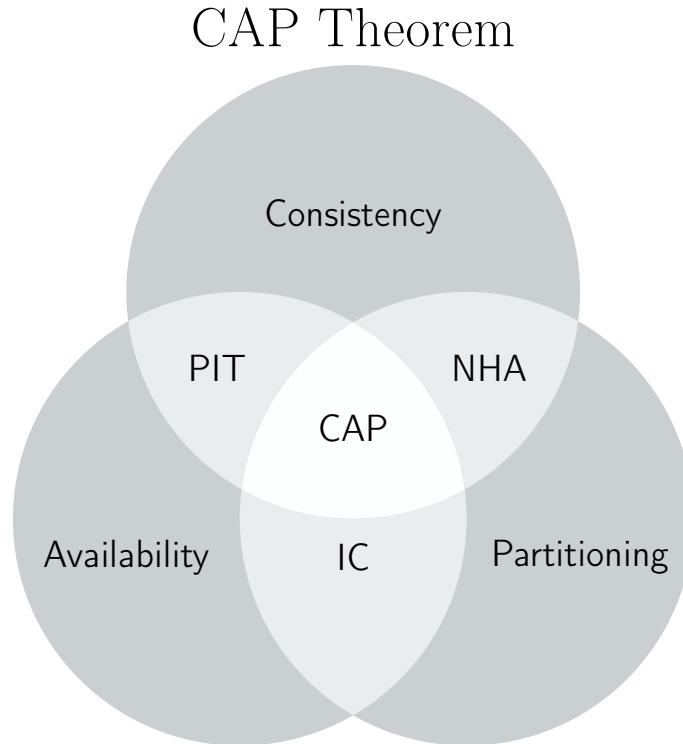 CAP Theorem
Consistency
PIT
NHA
CAP
Availability
IC
Partitioning